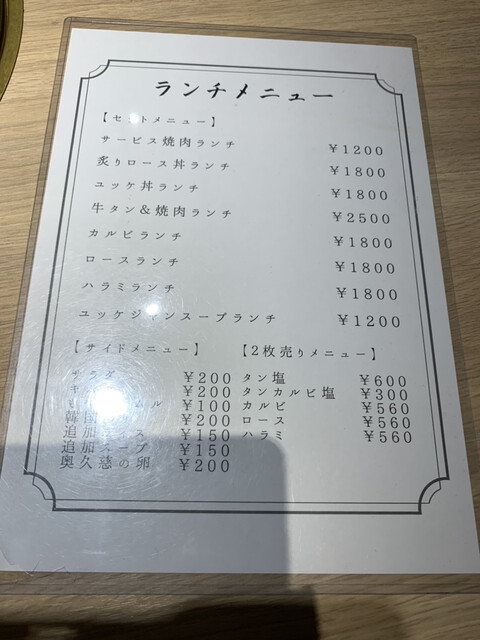 ランチメニュー
【セットメニュー】
サービス焼肉ランチ ￥1200
炙りロース丼ランチ ￥1800
ユッケ丼ランチ ￥1800
牛タン＆焼肉ランチ ￥2500
カルビランチ ￥1800
ロースランチ ￥1800
ハラミランチ ￥1800
ユッケジャンスープランチ ￥1200
【サイドメニュー】
サラダ ￥200
￥200
￥100
￥200
追加 ￥150
追加スープ ￥150
奥久慈の卵 ￥200
【2枚売りメニュー】
タン塩 ￥600
タンカルビ塩 ￥300
カルビ ￥560
ロース ￥560
ハラミ ￥560